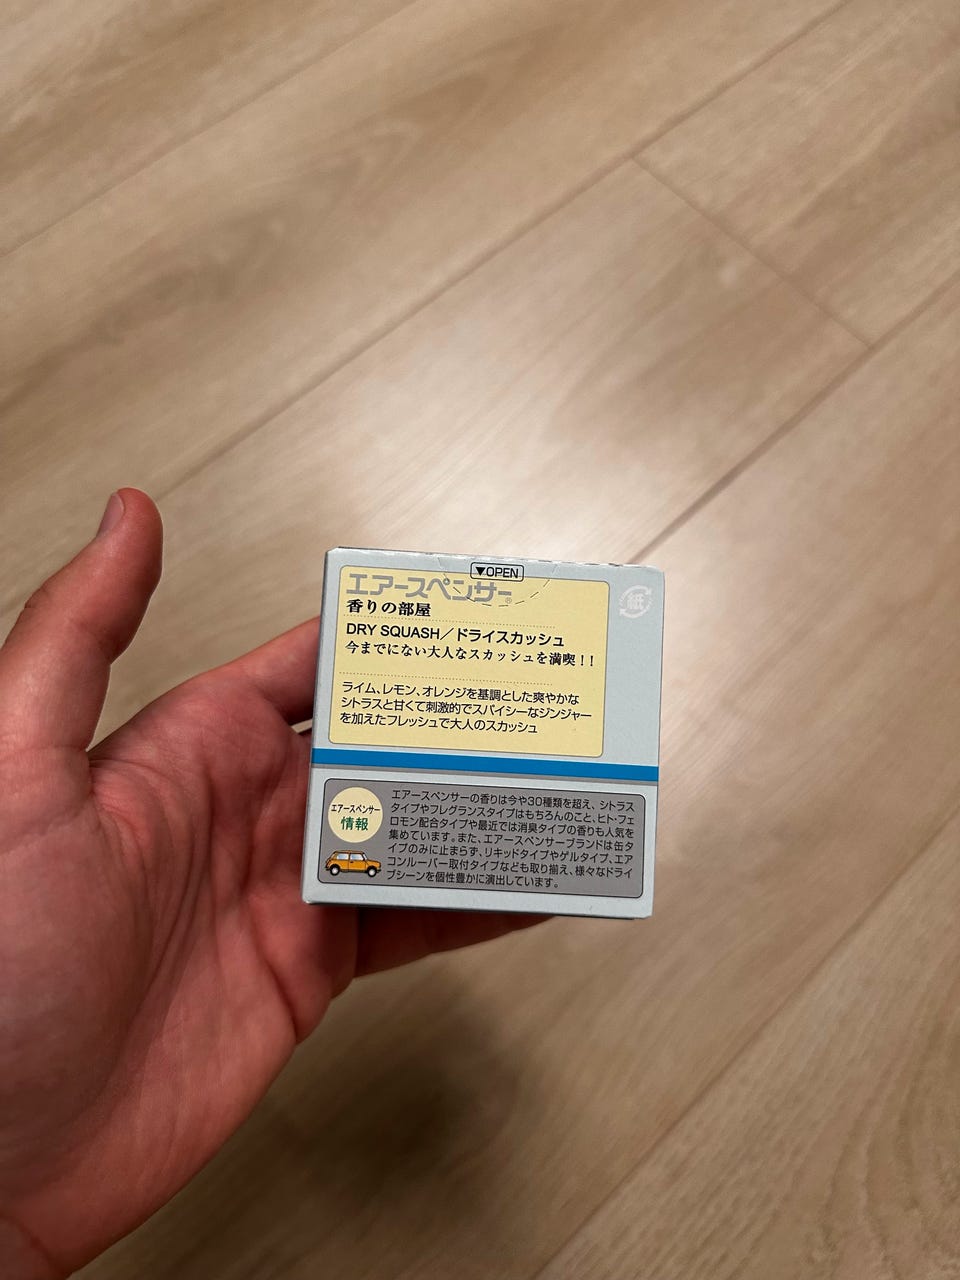 ▼OPEN
エアースペンサー®
香りの部屋
DRY SQUASH／ドライスカッシュ
今までにない大人なスカッシュを満喫！！
ライム、レモン、オレンジを基調とした爽やかな
シトラスと甘くて刺激的でスパイシーなジンジャー
を加えたフレッシュで大人のスカッシュ
紙
エアースペンサー
情報
エアースペンサーの香りは今や30種類を超え、シトラス
タイプやフレグランスタイプはもちろんのこと、ヒト・フェ
ロモン配合タイプや最近では消臭タイプの香りも人気を
集めています。また、エアースペンサーブランドは缶タ
イプのみに止まらず、リキッドタイプやゲルタイプ、エア
コンルーバー取付タイプなども取り揃え、様々なドライ
ブシーンを個性豊かに演出しています。